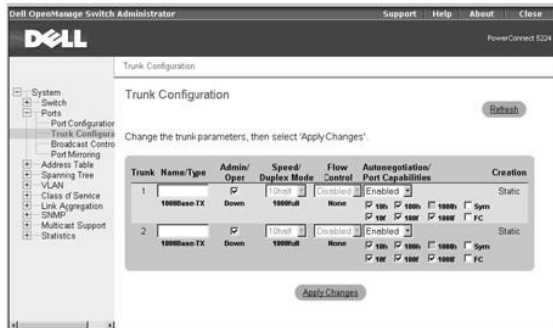 Dell OpenManage Switch Administrator
Support Help About Close
DELL
PowerConnect 5224
Trunk Configuration
System
Switch
Ports
Port Configuration
Trunk Configura
Broadcast Contro
Port Mirroring
Address Table
Spanning Tree
VLAN
Class of Service
Link Aggregation
SNMP
Multicast Support
Statistics
Trunk Configuration
Refresh
Change the trunk parameters, then select 'Apply Changes'.
Trunk Name/Type Admin/ Oper Speed/ Duplex Mode Flow Control Autonegotiation/ Port Capabilities Creation
1 10half Disabled Enabled Static
1000Base-TX Down 1000full None 10h 100h 1000h Sym
10f 100f 1000f FC
2 10half Disabled Enabled Static
1000Base-TX Down 1000full None 10h 100h 1000h Sym
10f 100f 1000f FC
Apply Changes